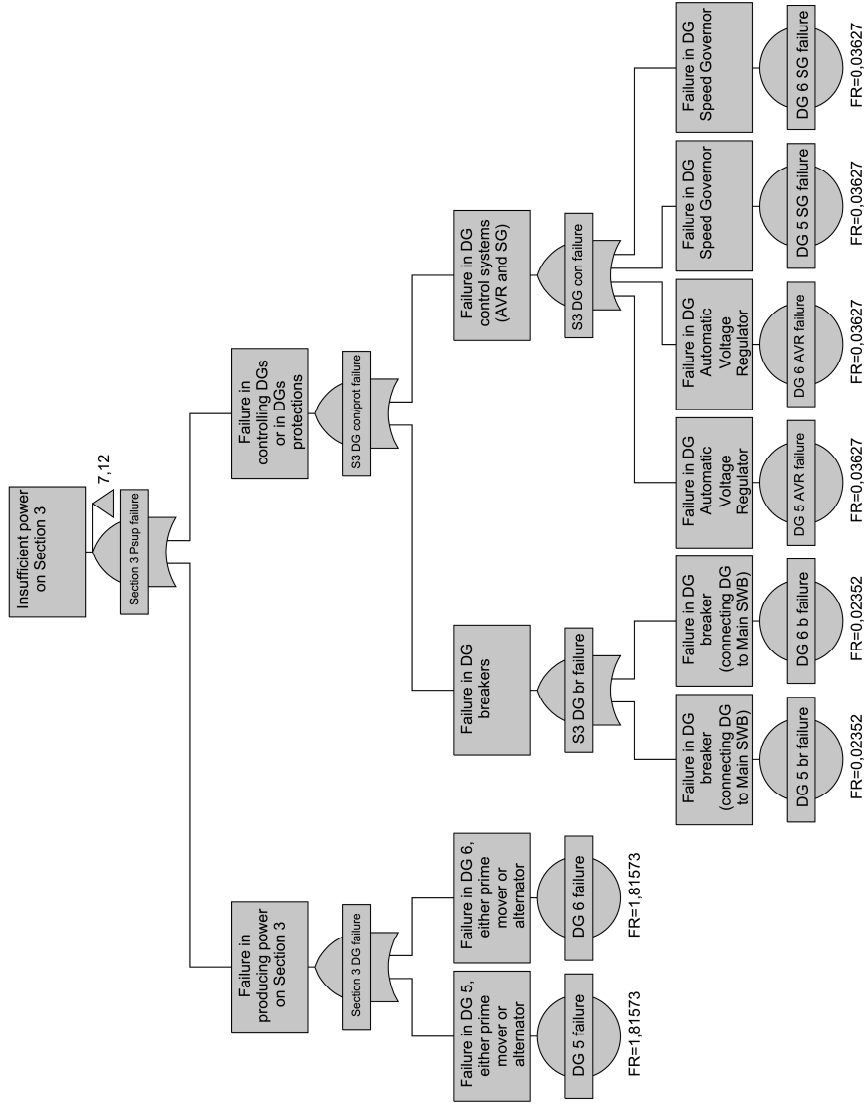 Insufficient power
on Section 3
7,12
Section 3 Psup failure
Failure in
producing power
on Section 3
Section 3 DG failure
Failure in
controlling DGs
or in DGs
protections
S3 DG con/prot failure
Failure in DG 5,
either prime
mover or
alternator
DG 5 failure
FR=1,81573
Failure in DG 6,
either prime
mover or
alternator
DG 6 failure
FR=1,81573
Failure in DG
breakers
S3 DG br failure
Failure in DG
control systems
(AVR and SG)
S3 DG con failure
Failure in DG
breaker
(connecting DG
to Main SWB)
DG 5 br failure
FR=0,02352
Failure in DG
breaker
(connecting DG
to Main SWB)
DG 6 b failure
FR=0,02352
Failure in DG
Automatic
Voltage
Regulator
DG 5 AVR failure
FR=0,03627
Failure in DG
Automatic
Voltage
Regulator
DG 6 AVR failure
FR=0,03627
Failure in DG
Speed Governor
DG 5 SG failure
FR=0,03627
Failure in DG
Speed Governor
DG 6 SG failure
FR=0,03627